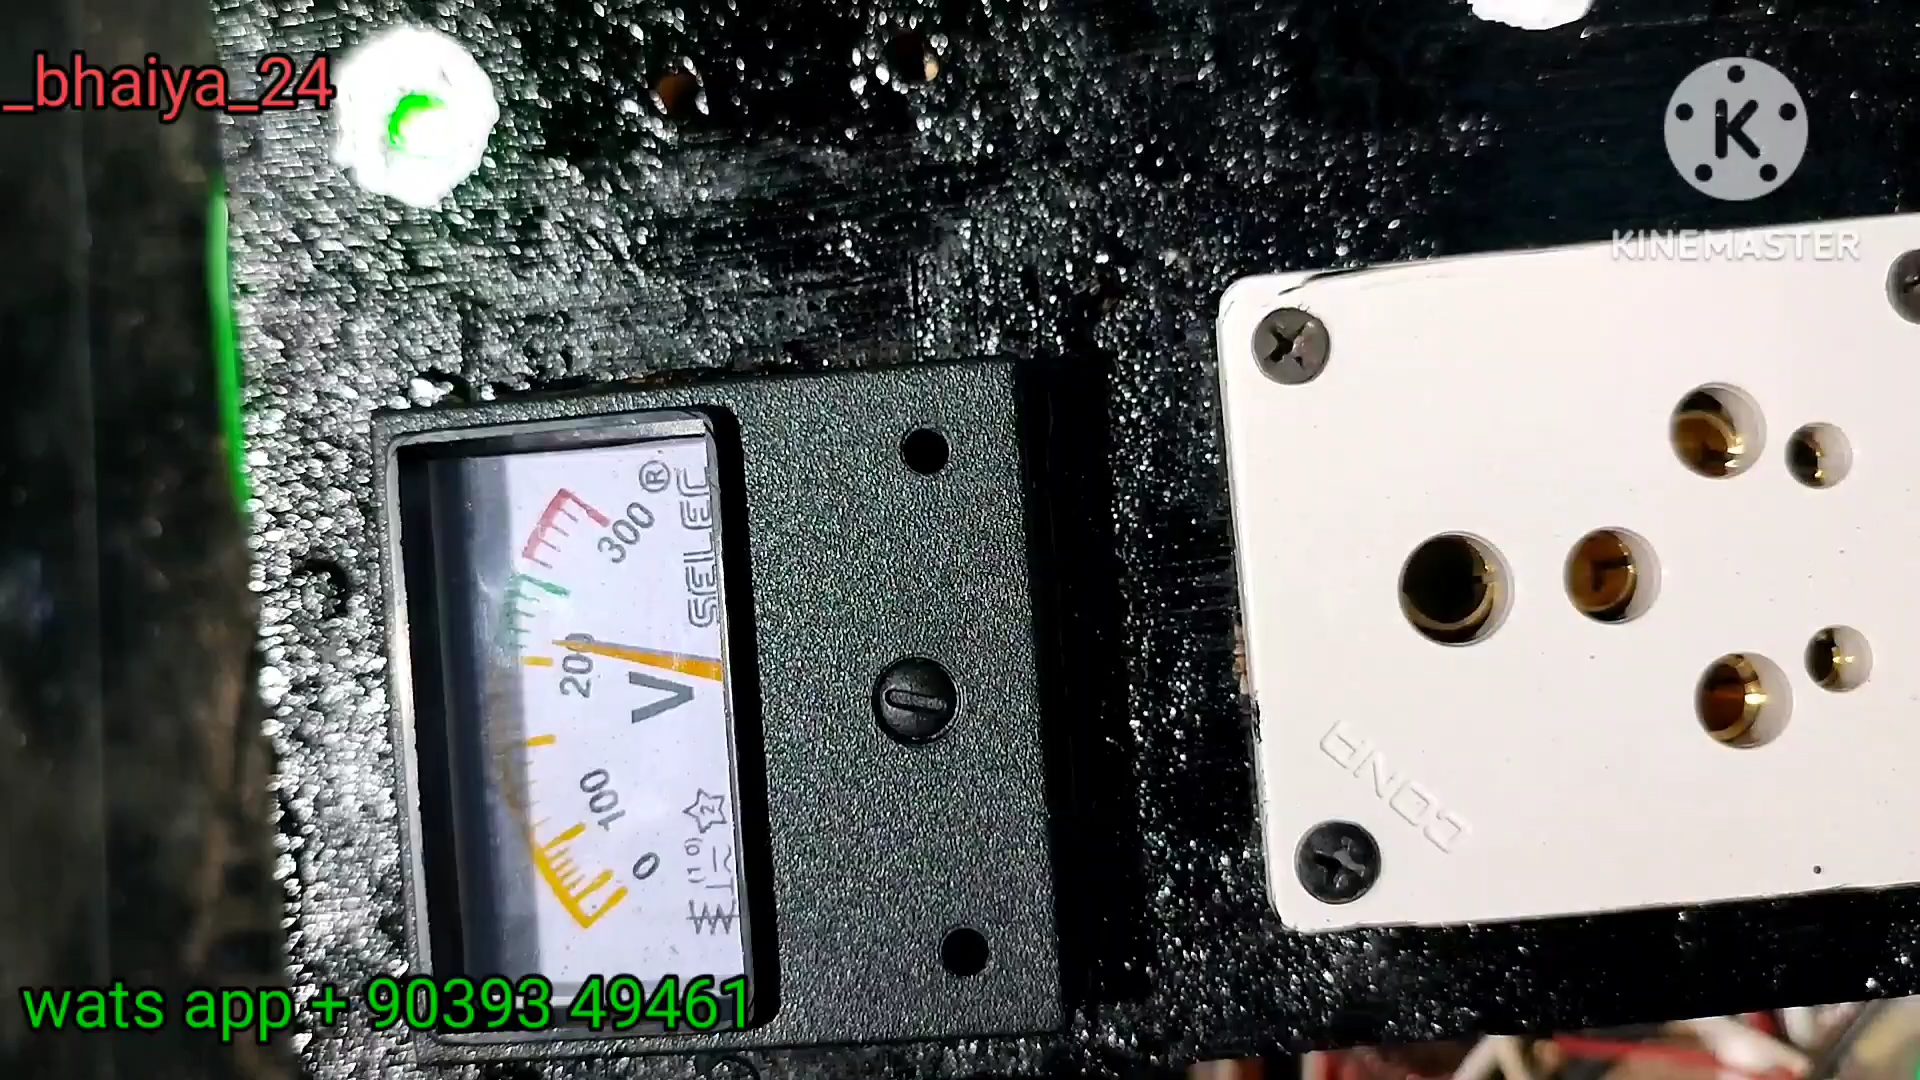 _bhaiya_24
K
KINEMASTER
300
200
100
0
V
SELEC®
CONA
wats app + 90393 49461